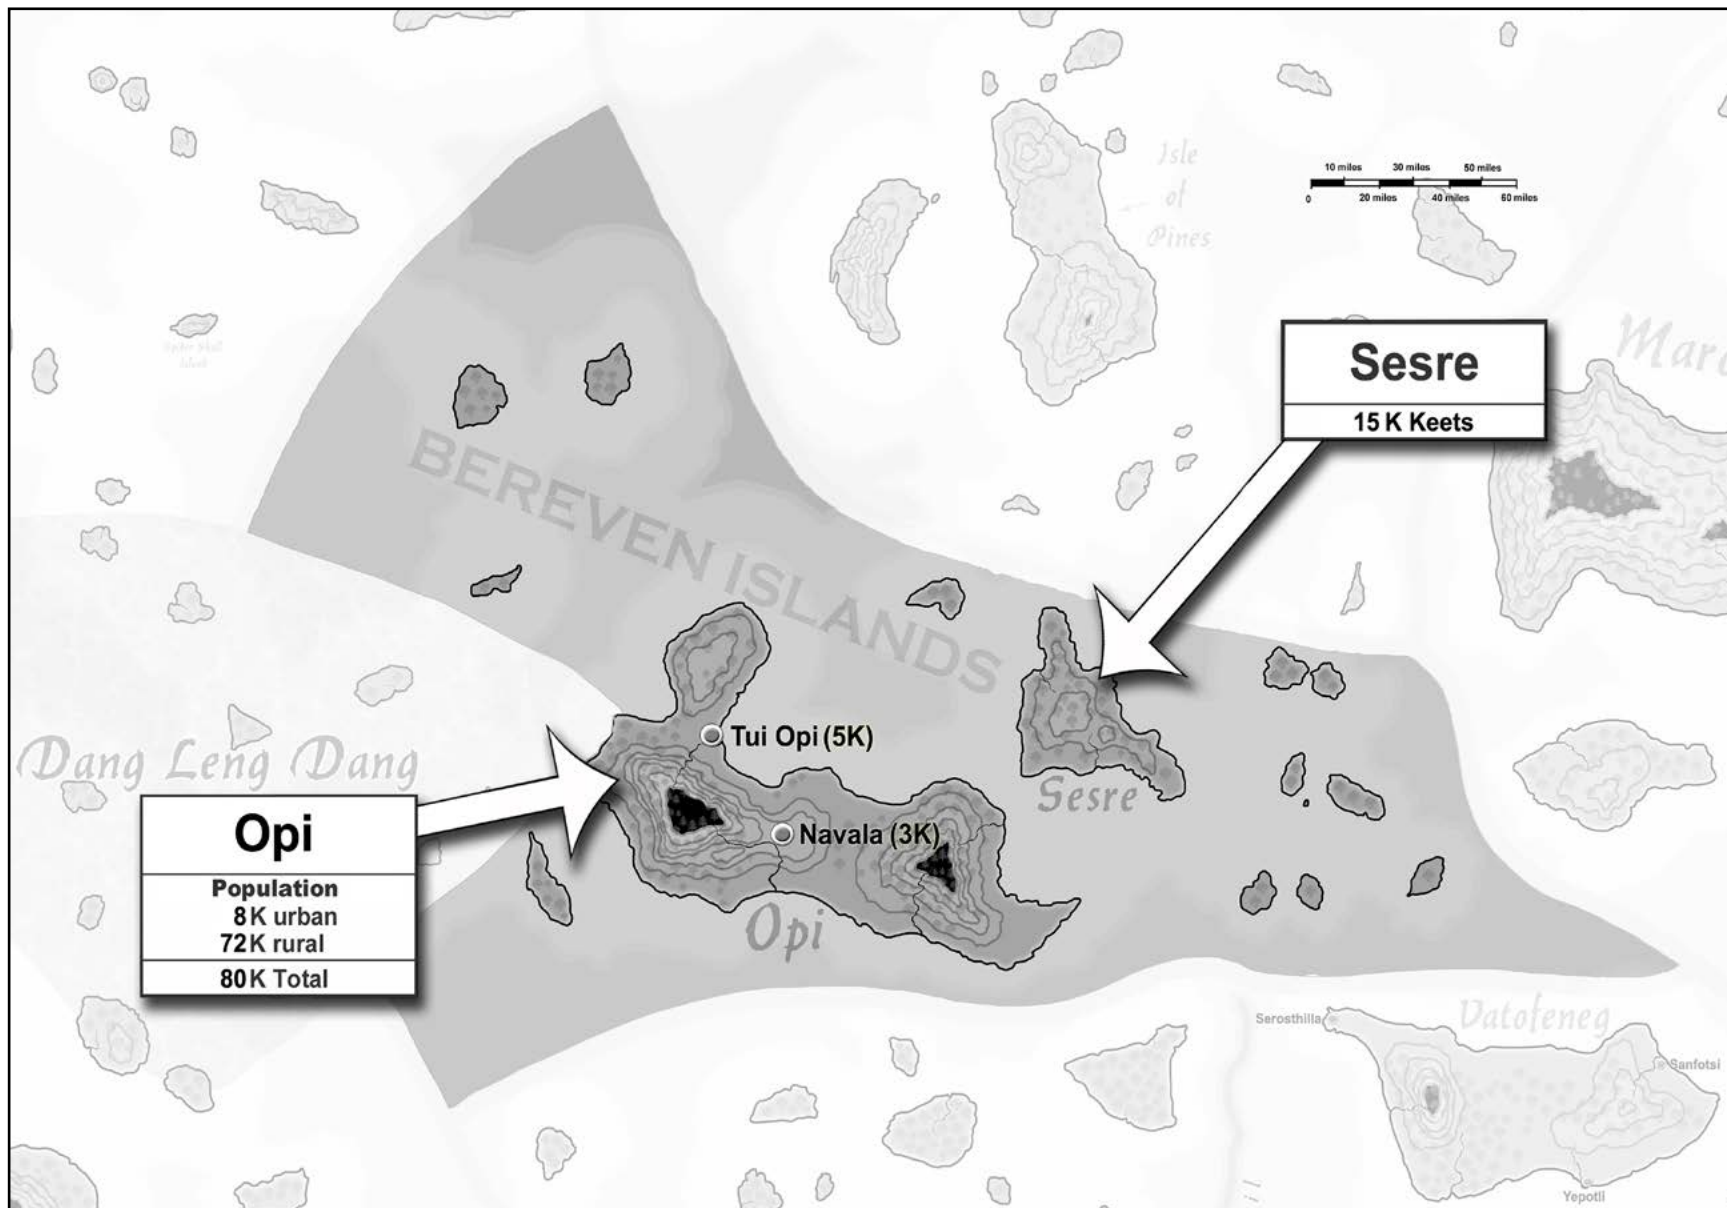 Isle
of
Pines
10 miles 30 miles 50 miles
0 20 miles 40 miles 60 miles
Sesre
15 K Keets
BEREVEN ISLANDS
Tui Opi (5K)
Dang Leng Dang
Sesre
Navala (3K)
Opi
Opi
Population
8 K urban
72 K rural
80 K Total
Serosthilla
Vatofeneg
Sanfotsi
Yepotli